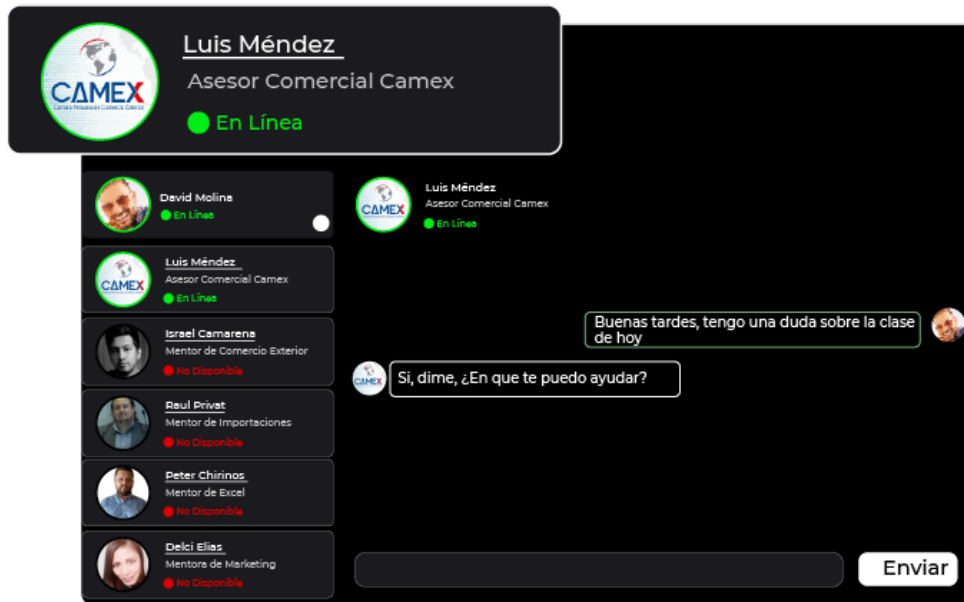 Luis Méndez
Asesor Comercial Camex
En Línea
CAMEX
David Molina
En Línea
CAMEX
Luis Méndez
Asesor Comercial Camex
En Línea
Israel Camarena
Mentor de Comercio Exterior
No Disponible
Raul Privat
Mentor de Importaciones
No Disponible
Peter Chirinos
Mentor de Excel
No Disponible
Delci Elias
Mentora de Marketing
No Disponible
CAMEX
Luis Méndez
Asesor Comercial Camex
En Línea
Buenas tardes, tengo una duda sobre la clase
de hoy
CAMEX
Si, dime, ¿En que te puedo ayudar?
Enviar